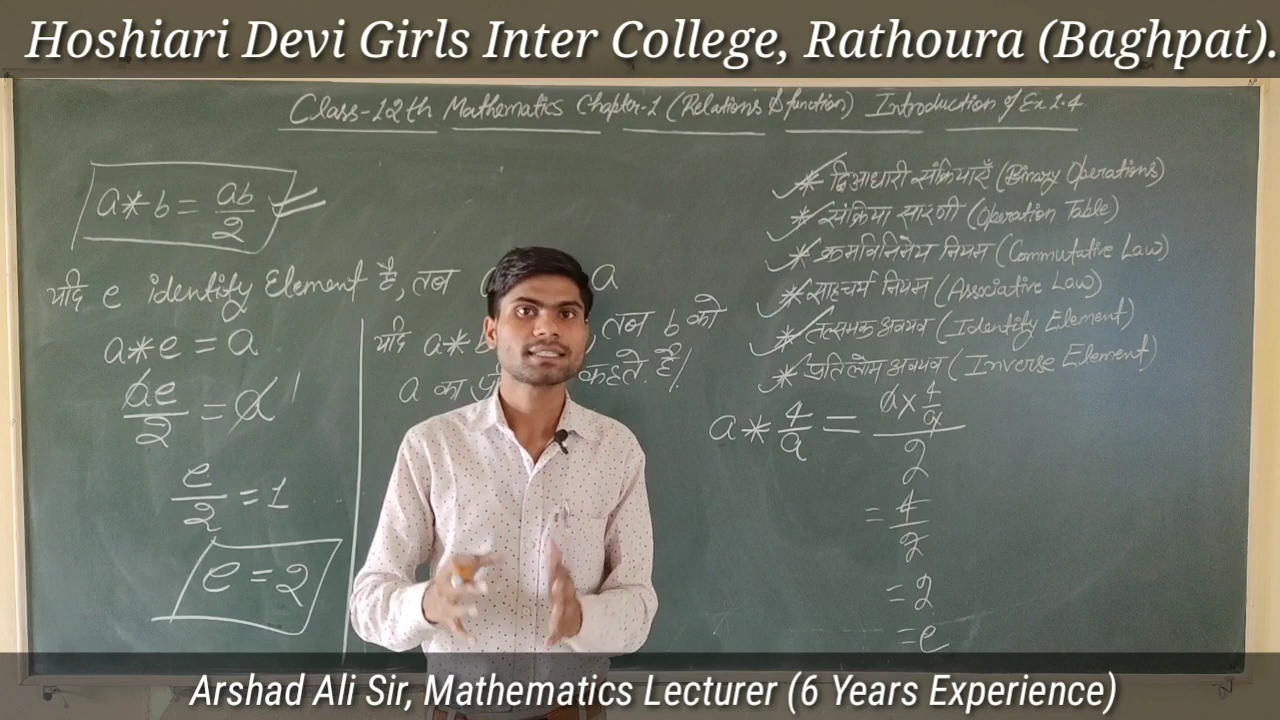 Hoshiari Devi Girls Inter College, Rathoura (Baghpat).
Class-12th Mathematics Chapter-1 (Relations & function) Introduction of Ex 1.4
a*b = ab/2
यदि e identify Element है, तब a
a*e = a
ae/2 = a 1
e/2 = 1
e = 2
यदि a* , तब b को
a का कहते है।
* द्विआधारी संक्रियाएँ (Binary Operations)
* संक्रिया सारणी (Operation Table)
* क्रमविनिमेय नियम (Commutative Law)
* साहचर्य नियम (Associative Law)
* तत्समक अवयव (Identify Element)
* प्रतिलोम अवयव (Inverse Element)
a * 4/a = a × 4/a / 2
= 4/2
= 2
= e
Arshad Ali Sir, Mathematics Lecturer (6 Years Experience)